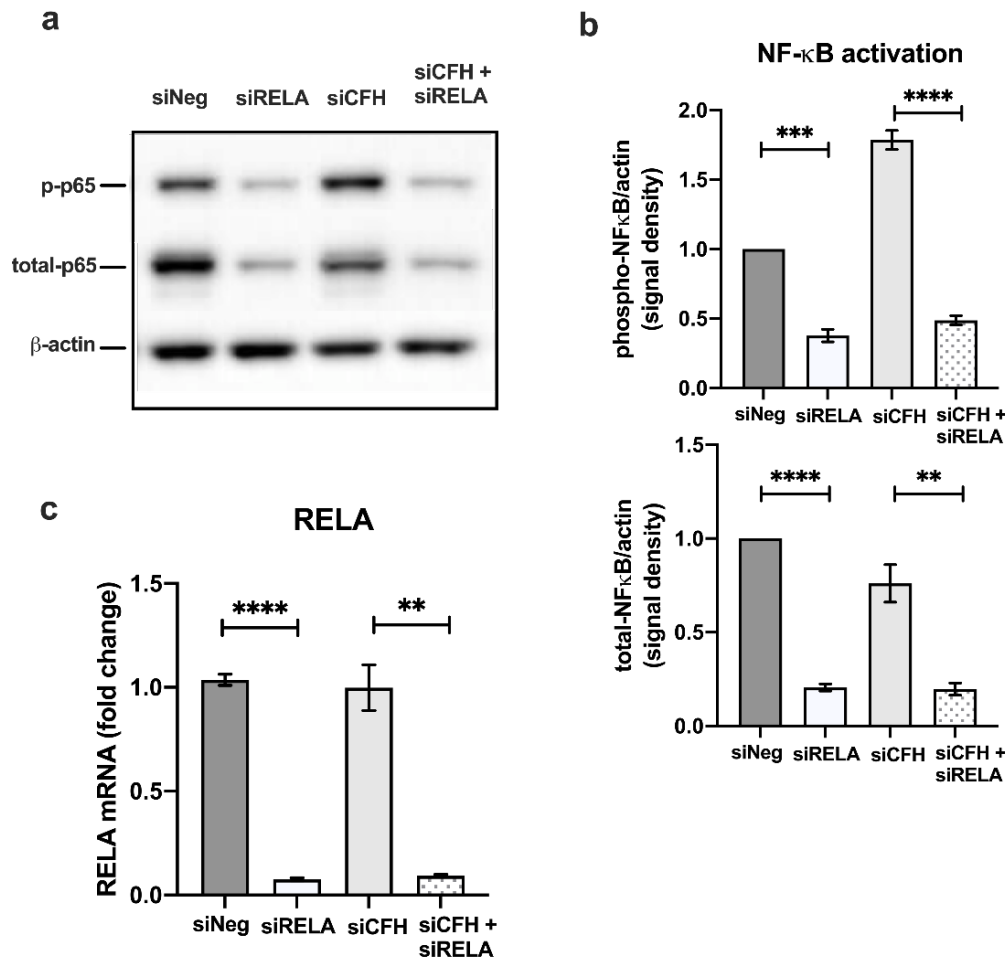 a
siNeg siRELA siCFH siCFH +
siRELA
p-p65
total-p65
β-actin
b
NF-κB activation
phospho-NFκB/actin
(signal density)
2.0
1.5
1.0
0.5
0.0
***
****
siNeg siRELA siCFH siCFH +
siRELA
total-NFκB/actin
(signal density)
1.5
1.0
0.5
0.0
****
**
siNeg siRELA siCFH siCFH +
siRELA
c
RELA
RELA mRNA (fold change)
1.5
1.0
0.5
0.0
****
**
siNeg siRELA siCFH siCFH +
siRELA